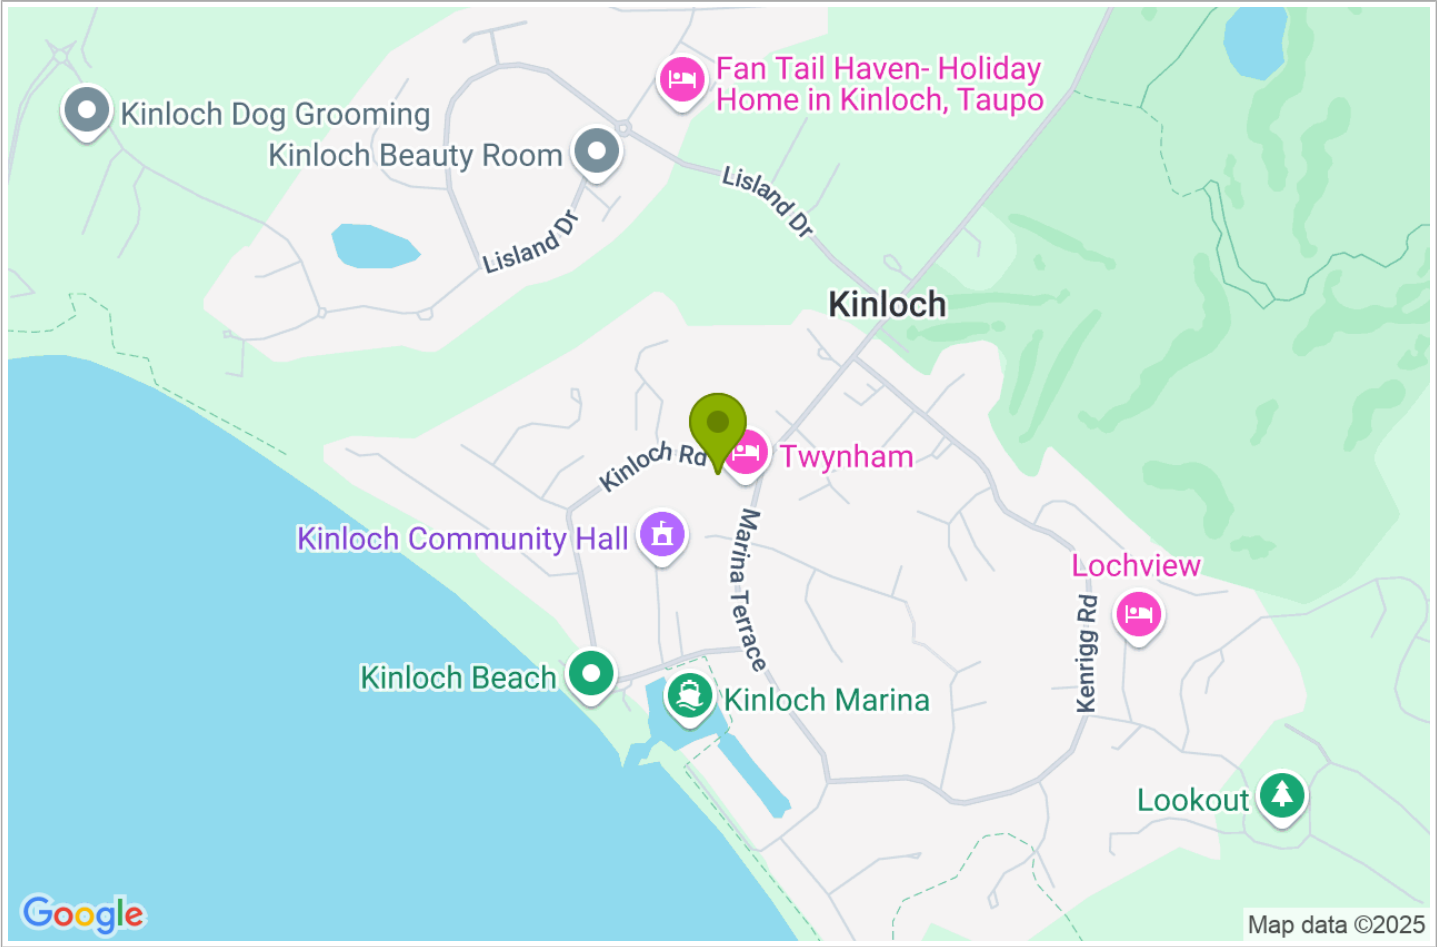 Fan Tail Haven- Holiday
Home in Kinloch, Taupo
Kinloch Dog Grooming
Kinloch Beauty Room
Lisland Dr
Lisland Dr
Kinloch
Kinloch Rd
Twynham
Kinloch Community Hall
Marina Terrace
Lochview
Kenrigg Rd
Kinloch Beach
Kinloch Marina
Lookout
Google
Map data ©2025